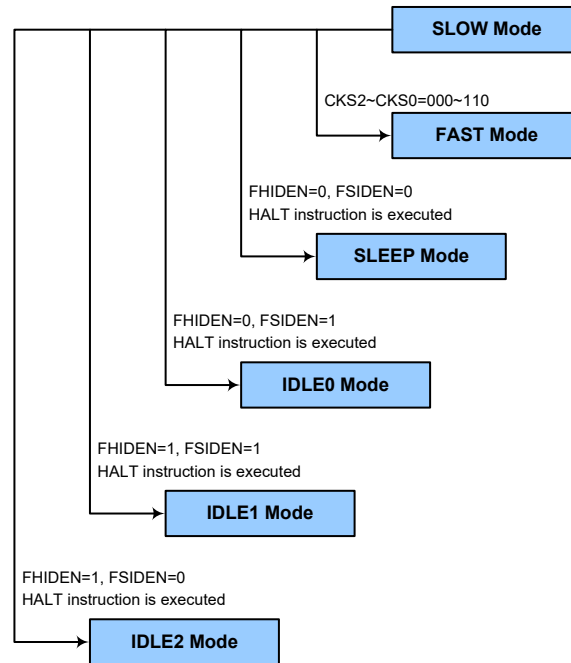 SLOW Mode
CKS2~CKS0=000~110
FAST Mode
FHIDEN=0, FSIDEN=0
HALT instruction is executed
SLEEP Mode
FHIDEN=0, FSIDEN=1
HALT instruction is executed
IDLE0 Mode
FHIDEN=1, FSIDEN=1
HALT instruction is executed
IDLE1 Mode
FHIDEN=1, FSIDEN=0
HALT instruction is executed
IDLE2 Mode